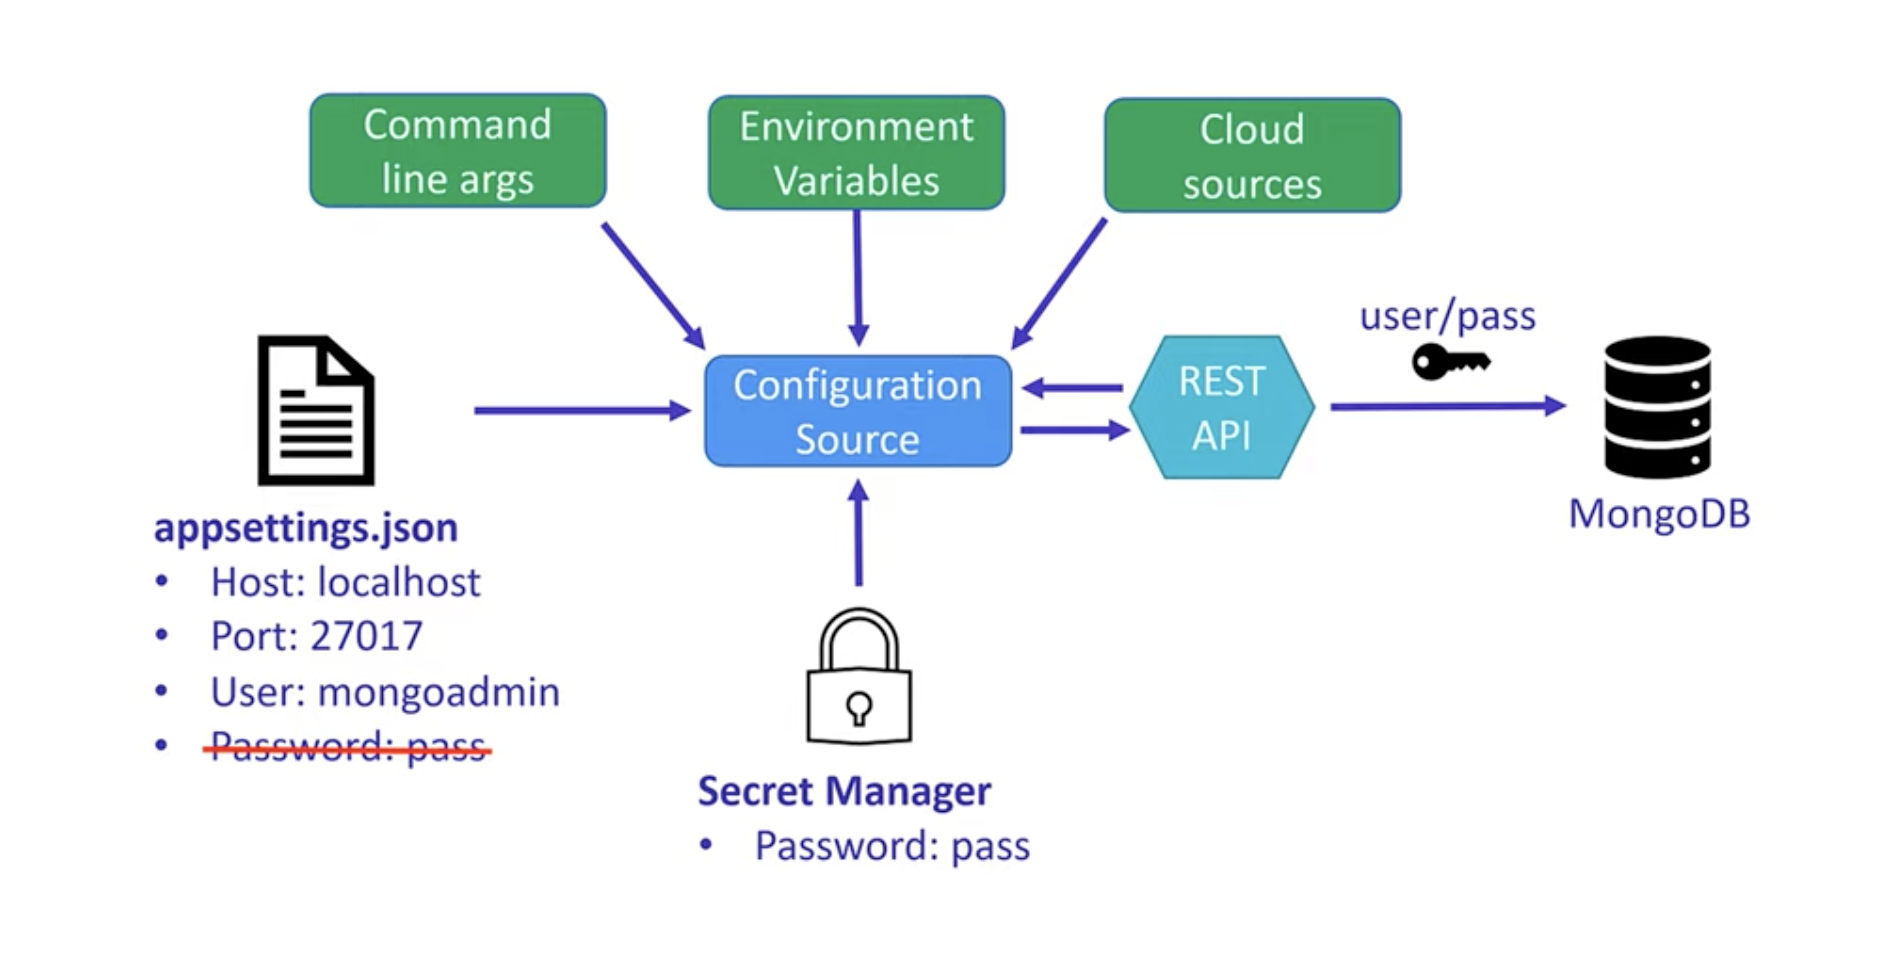 Command
line args
Environment
Variables
Cloud
sources
user/pass
Configuration
Source
REST
API
MongoDB
appsettings.json
• Host: localhost
• Port: 27017
• User: mongoadmin
• Password: pass
Secret Manager
• Password: pass